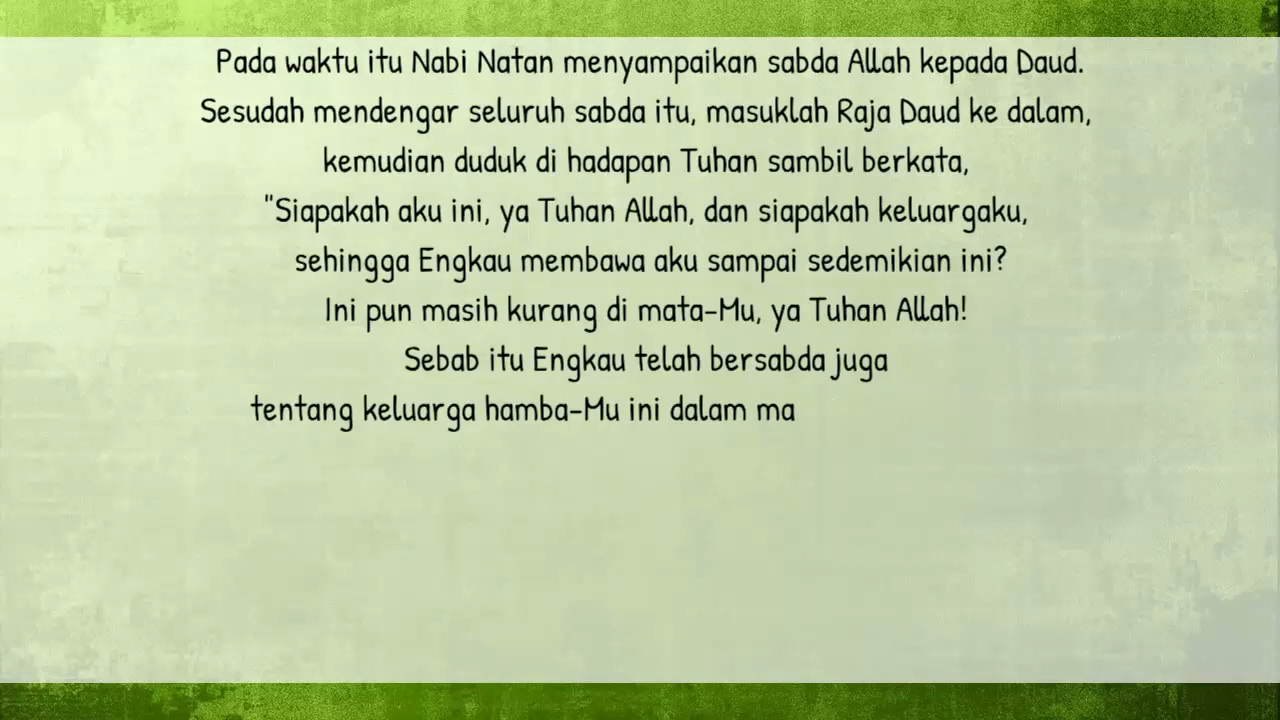 Pada waktu itu Nabi Natan menyampaikan sabda Allah kepada Daud.
Sesudah mendengar seluruh sabda itu, masuklah Raja Daud ke dalam,
kemudian duduk di hadapan Tuhan sambil berkata,
"Siapakah aku ini, ya Tuhan Allah, dan siapakah keluargaku,
sehingga Engkau membawa aku sampai sedemikian ini?
Ini pun masih kurang di mata-Mu, ya Tuhan Allah!
Sebab itu Engkau telah bersabda juga
tentang keluarga hamba-Mu ini dalam ma